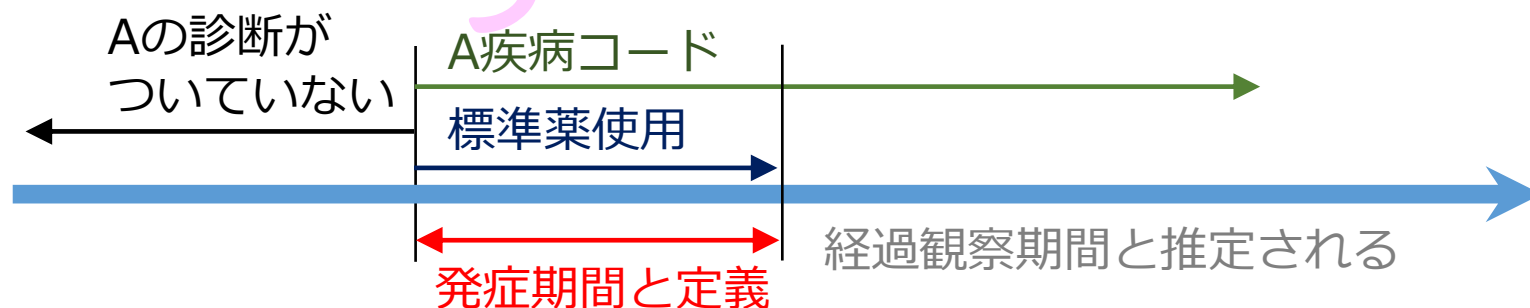 Aの診断が
ついていない
A疾病コード
標準薬使用
経過観察期間と推定される
発症期間と定義